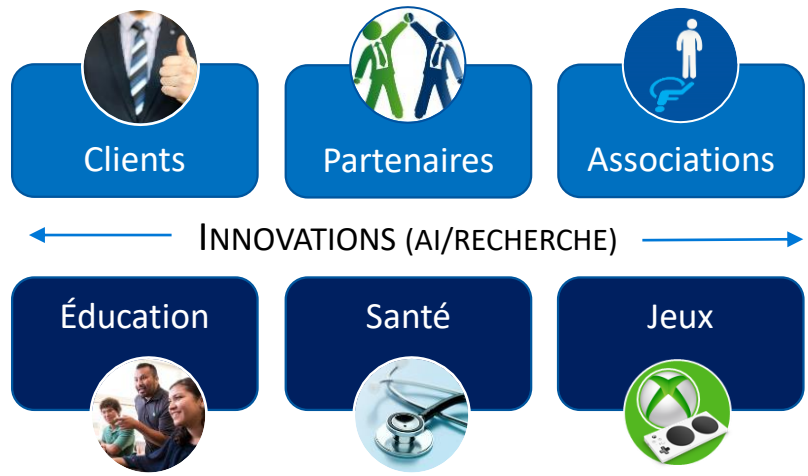 Clients
Partenaires
Associations
INNOVATIONS (AI/RECHERCHE)
Éducation
Santé
Jeux